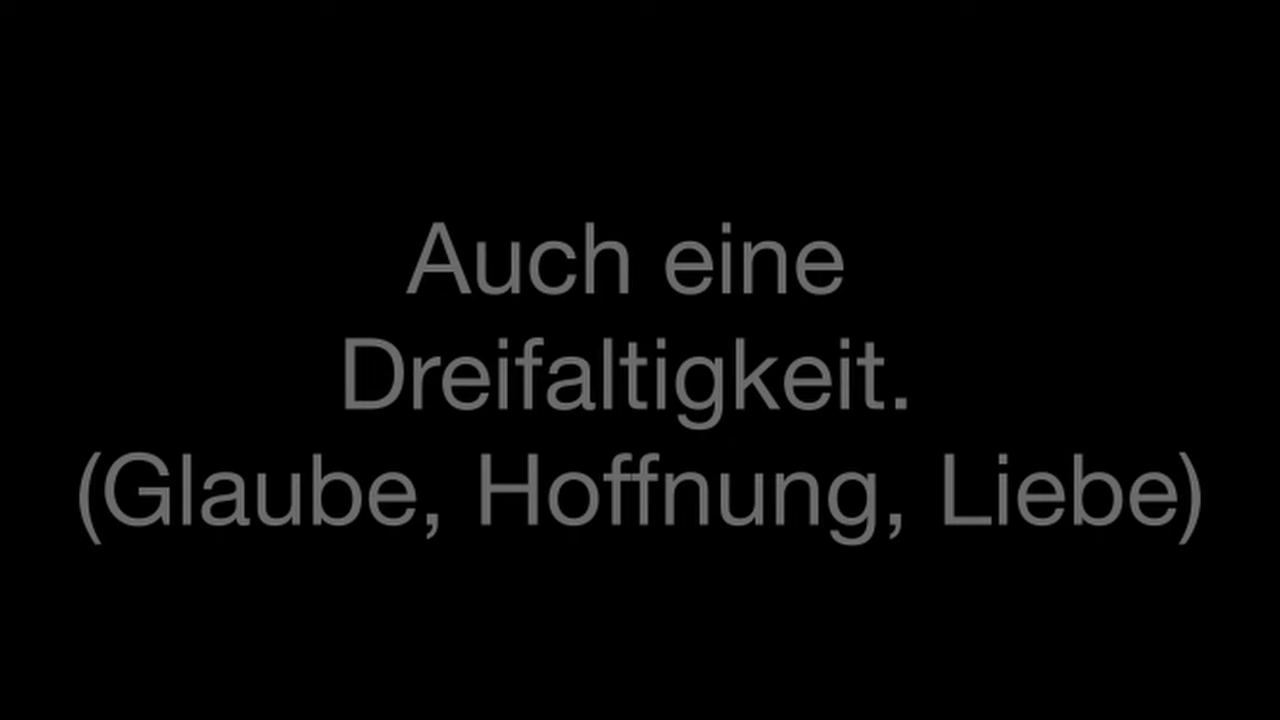 Auch eine
Dreifaltigkeit.
(Glaube, Hoffnung, Liebe)